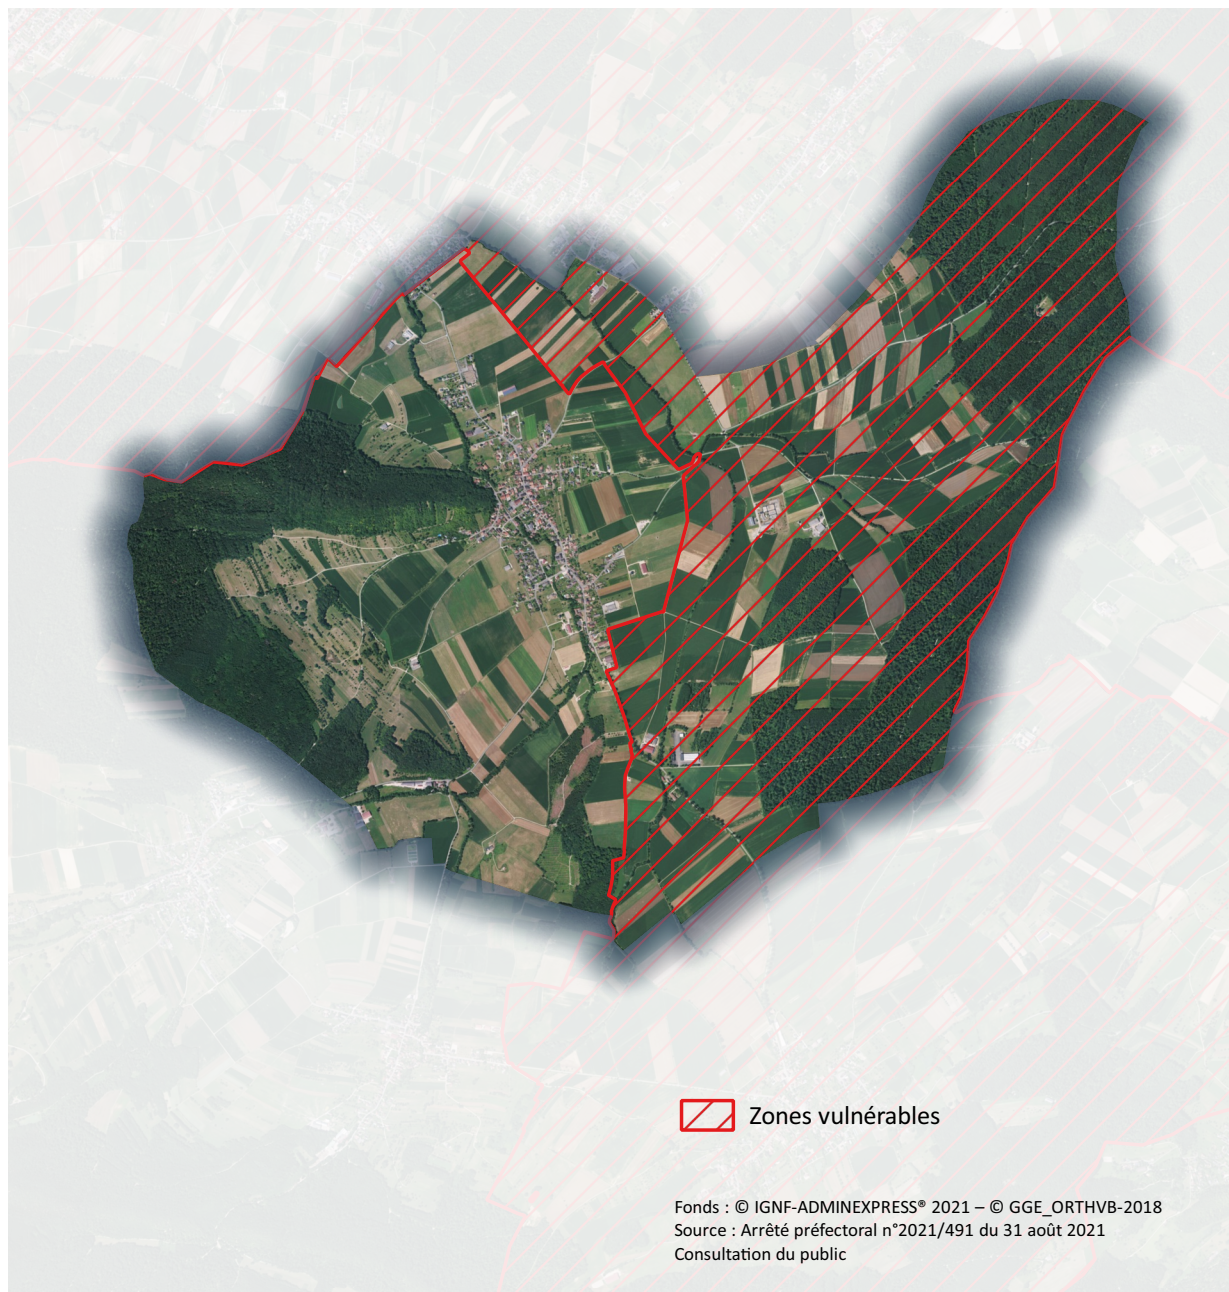 Zones vulnérables
Fonds : © IGNF-ADMINEXPRESS® 2021 – © GGE_ORTHVB-2018
Source : Arrêté préfectoral n°2021/491 du 31 août 2021
Consultation du public